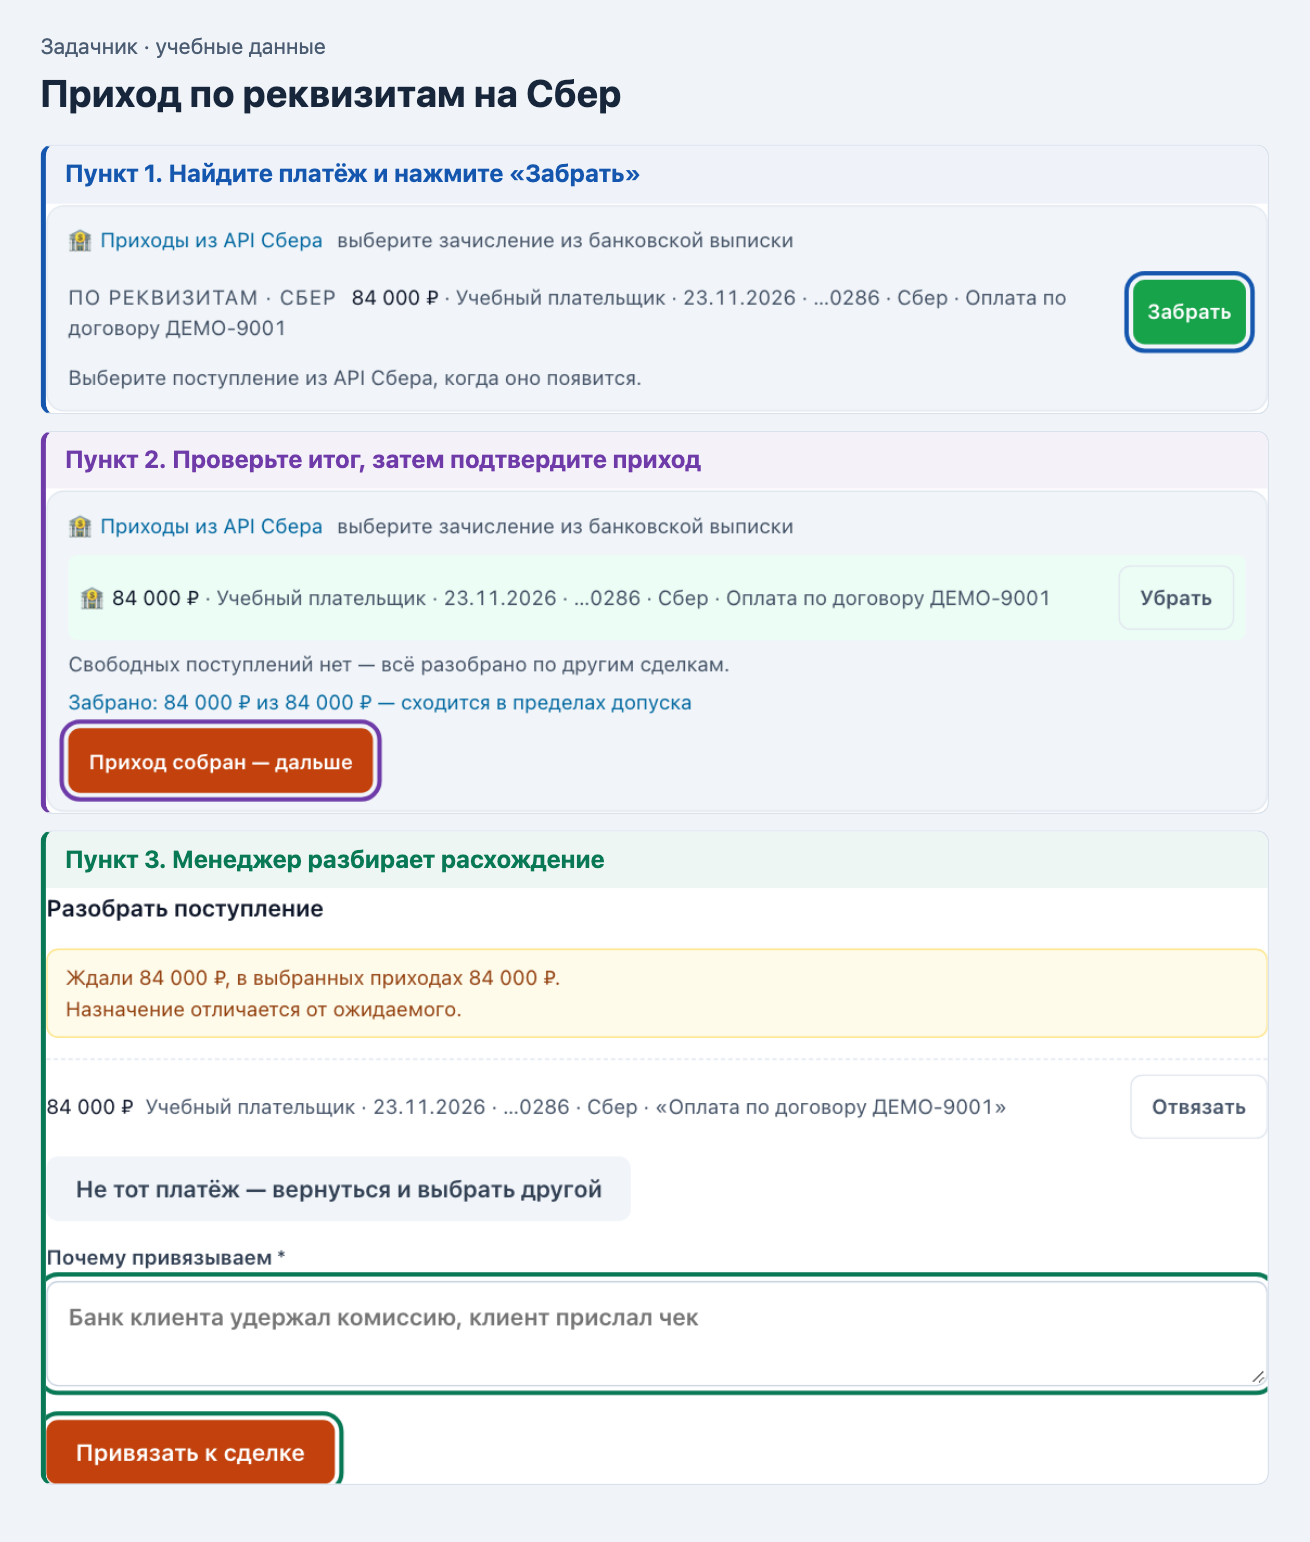 Задачник · учебные данные
Приход по реквизитам на Сбер
Пункт 1. Найдите платёж и нажмите «Забрать»
Приходы из API Сбера выберите зачисление из банковской выписки
ПО РЕКВИЗИТАМ · СБЕР 84 000 ₽ · Учебный плательщик · 23.11.2026 · …0286 · Сбер · Оплата по
договору ДЕМО-9001
Забрать
Выберите поступление из API Сбера, когда оно появится.
Пункт 2. Проверьте итог, затем подтвердите приход
Приходы из API Сбера выберите зачисление из банковской выписки
84 000 ₽ · Учебный плательщик · 23.11.2026 · …0286 · Сбер · Оплата по договору ДЕМО-9001
Убрать
Свободных поступлений нет — всё разобрано по другим сделкам.
Забрано: 84 000 ₽ из 84 000 ₽ — сходится в пределах допуска
Приход собран — дальше
Пункт 3. Менеджер разбирает расхождение
Разобрать поступление
Ждали 84 000 ₽, в выбранных приходах 84 000 ₽.
Назначение отличается от ожидаемого.
84 000 ₽ Учебный плательщик · 23.11.2026 · …0286 · Сбер · «Оплата по договору ДЕМО-9001»
Отвязать
Не тот платёж — вернуться и выбрать другой
Почему привязываем *
Банк клиента удержал комиссию, клиент прислал чек
Привязать к сделке